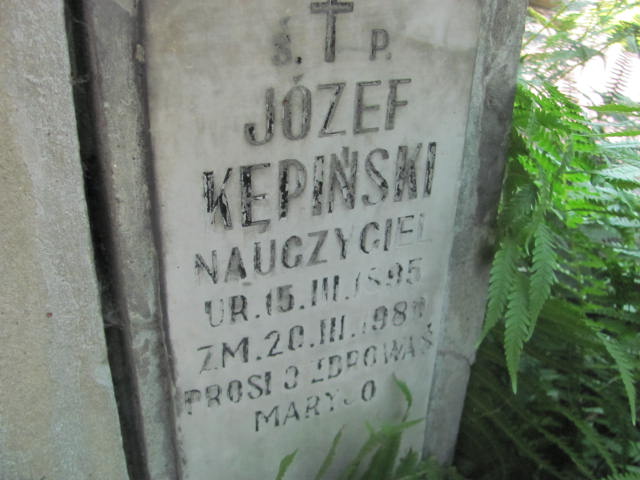 Ś. P.
JÓZEF
KĘPIŃSKI
NAUCZYCIEL
UR. 15. III. 1895
ZM. 20. III.
PROSI O ZDROWAŚ
MARYJO